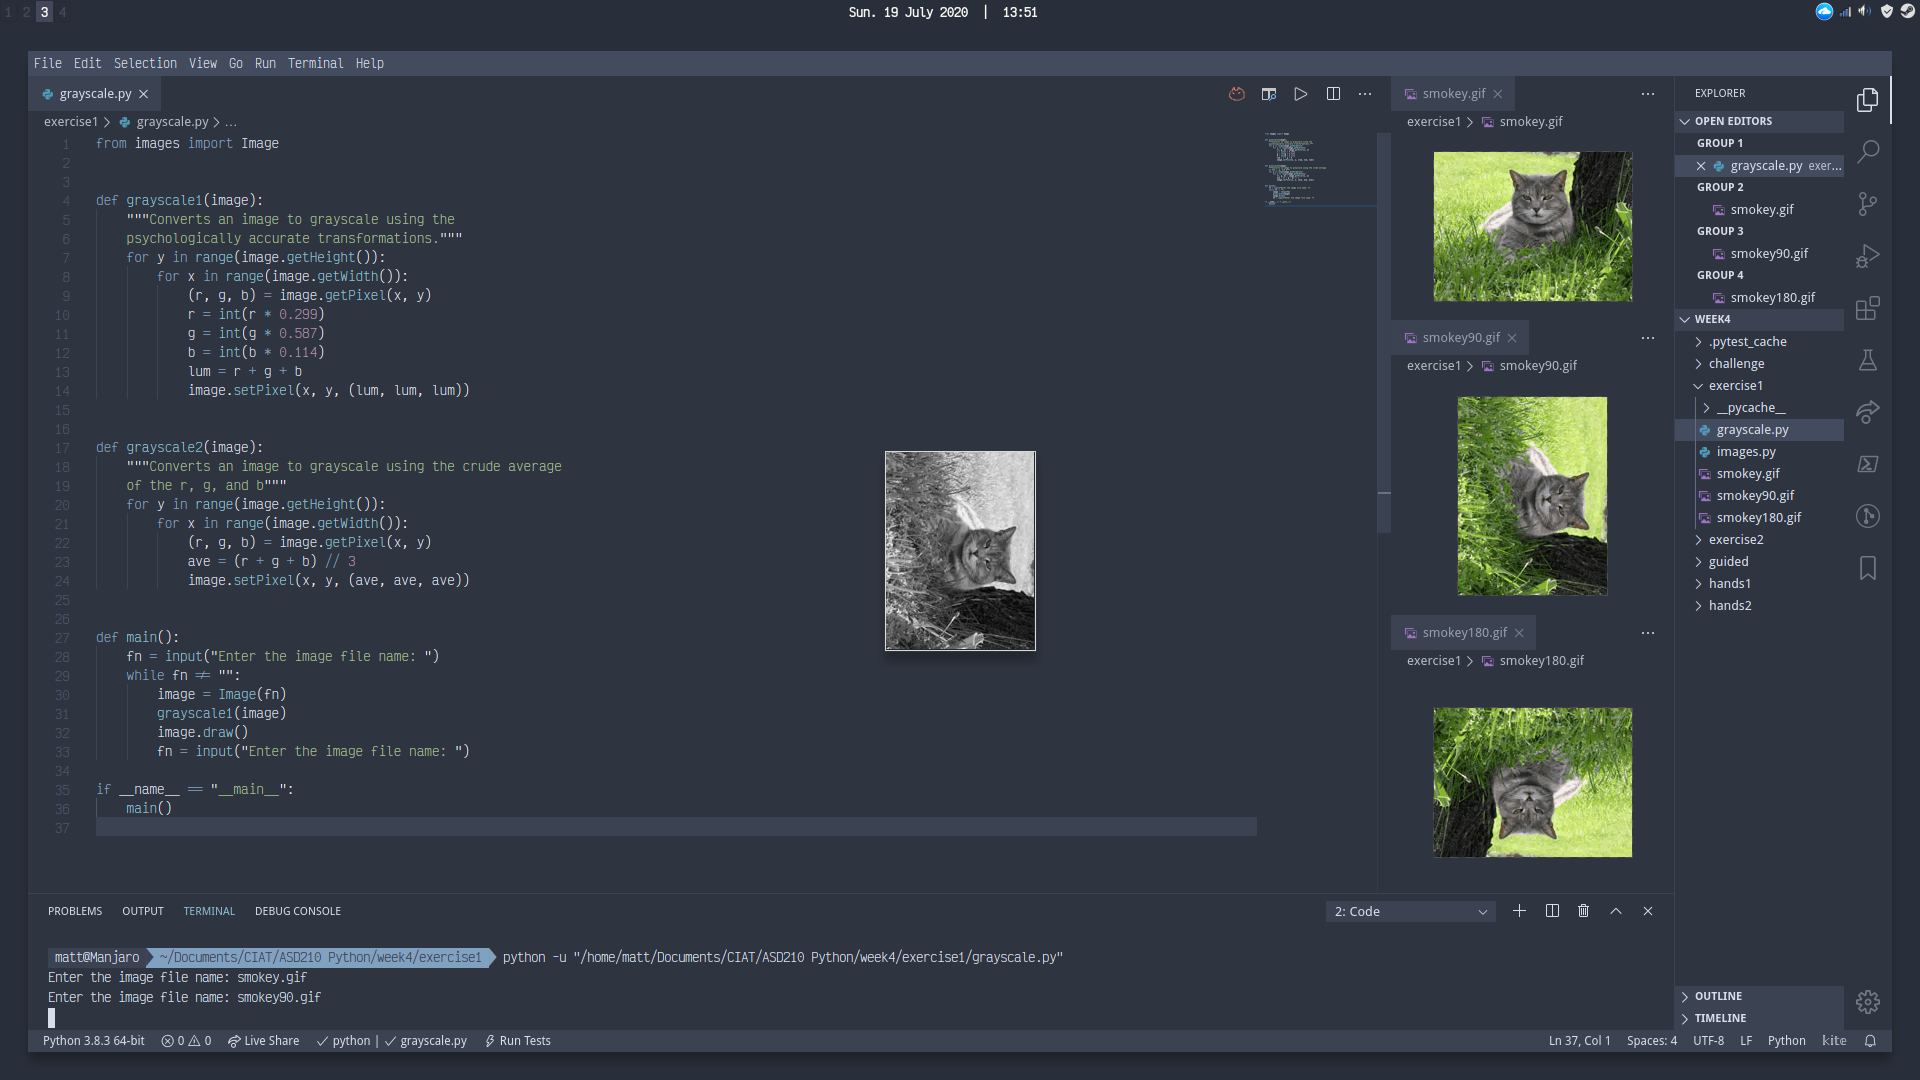 1 2 3 4
Sun. 19 July 2020 | 13:51
File Edit Selection View Go Run Terminal Help
grayscale.py
exercise1 > grayscale.py > ...
1 from images import Image
2
3
4 def grayscale1(image):
5 """Converts an image to grayscale using the
6 psychologically accurate transformations."""
7 for y in range(image.getHeight()):
8 for x in range(image.getWidth()):
9 (r, g, b) = image.getPixel(x, y)
10 r = int(r * 0.299)
11 g = int(g * 0.587)
12 b = int(b * 0.114)
13 lum = r + g + b
14 image.setPixel(x, y, (lum, lum, lum))
15
16
17 def grayscale2(image):
18 """Converts an image to grayscale using the crude average
19 of the r, g, and b"""
20 for y in range(image.getHeight()):
21 for x in range(image.getWidth()):
22 (r, g, b) = image.getPixel(x, y)
23 ave = (r + g + b) // 3
24 image.setPixel(x, y, (ave, ave, ave))
25
26
27 def main():
28 fn = input("Enter the image file name: ")
29 while fn ≠ "":
30 image = Image(fn)
31 grayscale1(image)
32 image.draw()
33 fn = input("Enter the image file name: ")
34
35 if __name__ == "__main__":
36 main()
37
smokey.gif
exercise1 > smokey.gif
smokey90.gif
exercise1 > smokey90.gif
smokey180.gif
exercise1 > smokey180.gif
EXPLORER
OPEN EDITORS
GROUP 1
grayscale.py exer...
GROUP 2
smokey.gif
GROUP 3
smokey90.gif
GROUP 4
smokey180.gif
WEEK4
.pytest_cache
challenge
exercise1
__pycache__
grayscale.py
images.py
smokey.gif
smokey90.gif
smokey180.gif
exercise2
guided
hands1
hands2
OUTLINE
TIMELINE
PROBLEMS OUTPUT TERMINAL DEBUG CONSOLE
2: Code
matt@Manjaro ~/Documents/CIAT/ASD210 Python/week4/exercise1 python -u "/home/matt/Documents/CIAT/ASD210 Python/week4/exercise1/grayscale.py"
Enter the image file name: smokey.gif
Enter the image file name: smokey90.gif
Python 3.8.3 64-bit 0 0 Live Share python | grayscale.py Run Tests
Ln 37, Col 1 Spaces: 4 UTF-8 LF Python kite